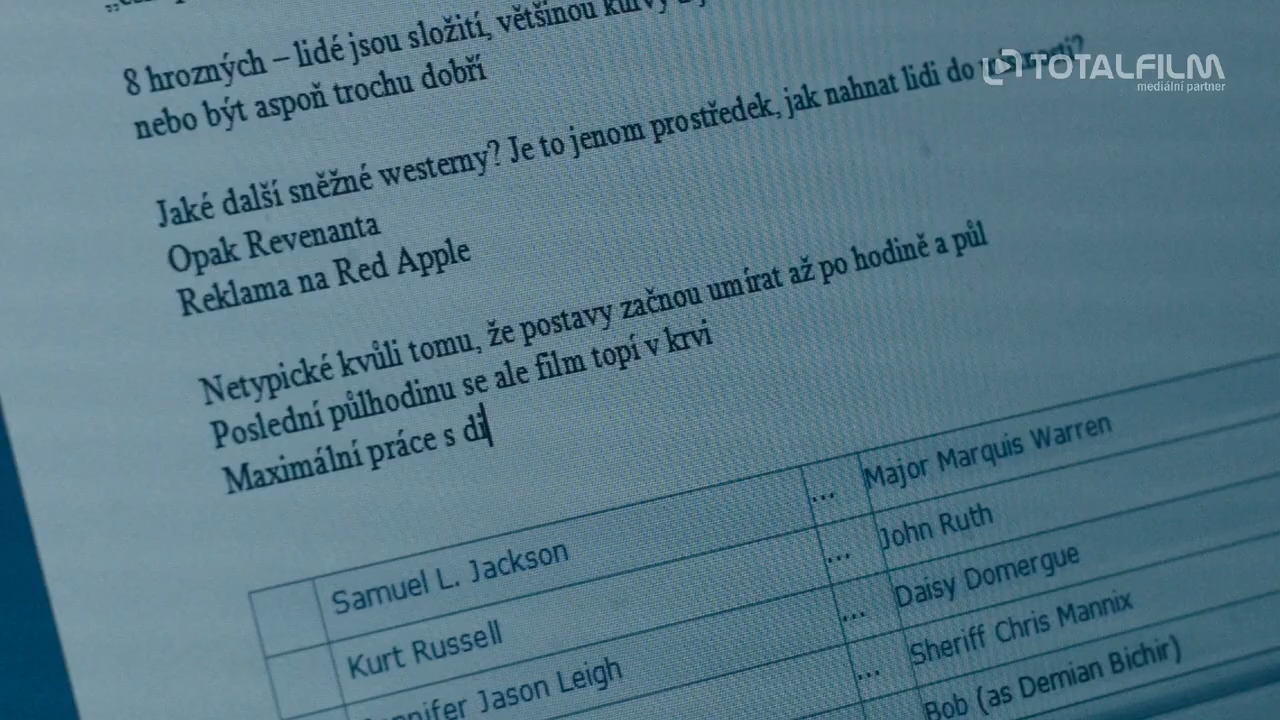 8 hrozných – lidé jsou složití, většinou kurvy
nebo být aspoň trochu dobří
TOTALFILM
mediální partner
Jaké další sněžné westerny? Je to jenom prostředek, jak nahnat lidi do
Opak Revenanta
Reklama na Red Apple
Netypické kvůli tomu, že postavy začnou umírat až po hodině a půl
Poslední půlhodinu se ale film topí v krvi
Maximální práce s di
Samuel L. Jackson ... Major Marquis Warren
Kurt Russell ... John Ruth
Jason Leigh ... Daisy Domergue
... Sheriff Chris Mannix
Bob (as Demian Bichir)